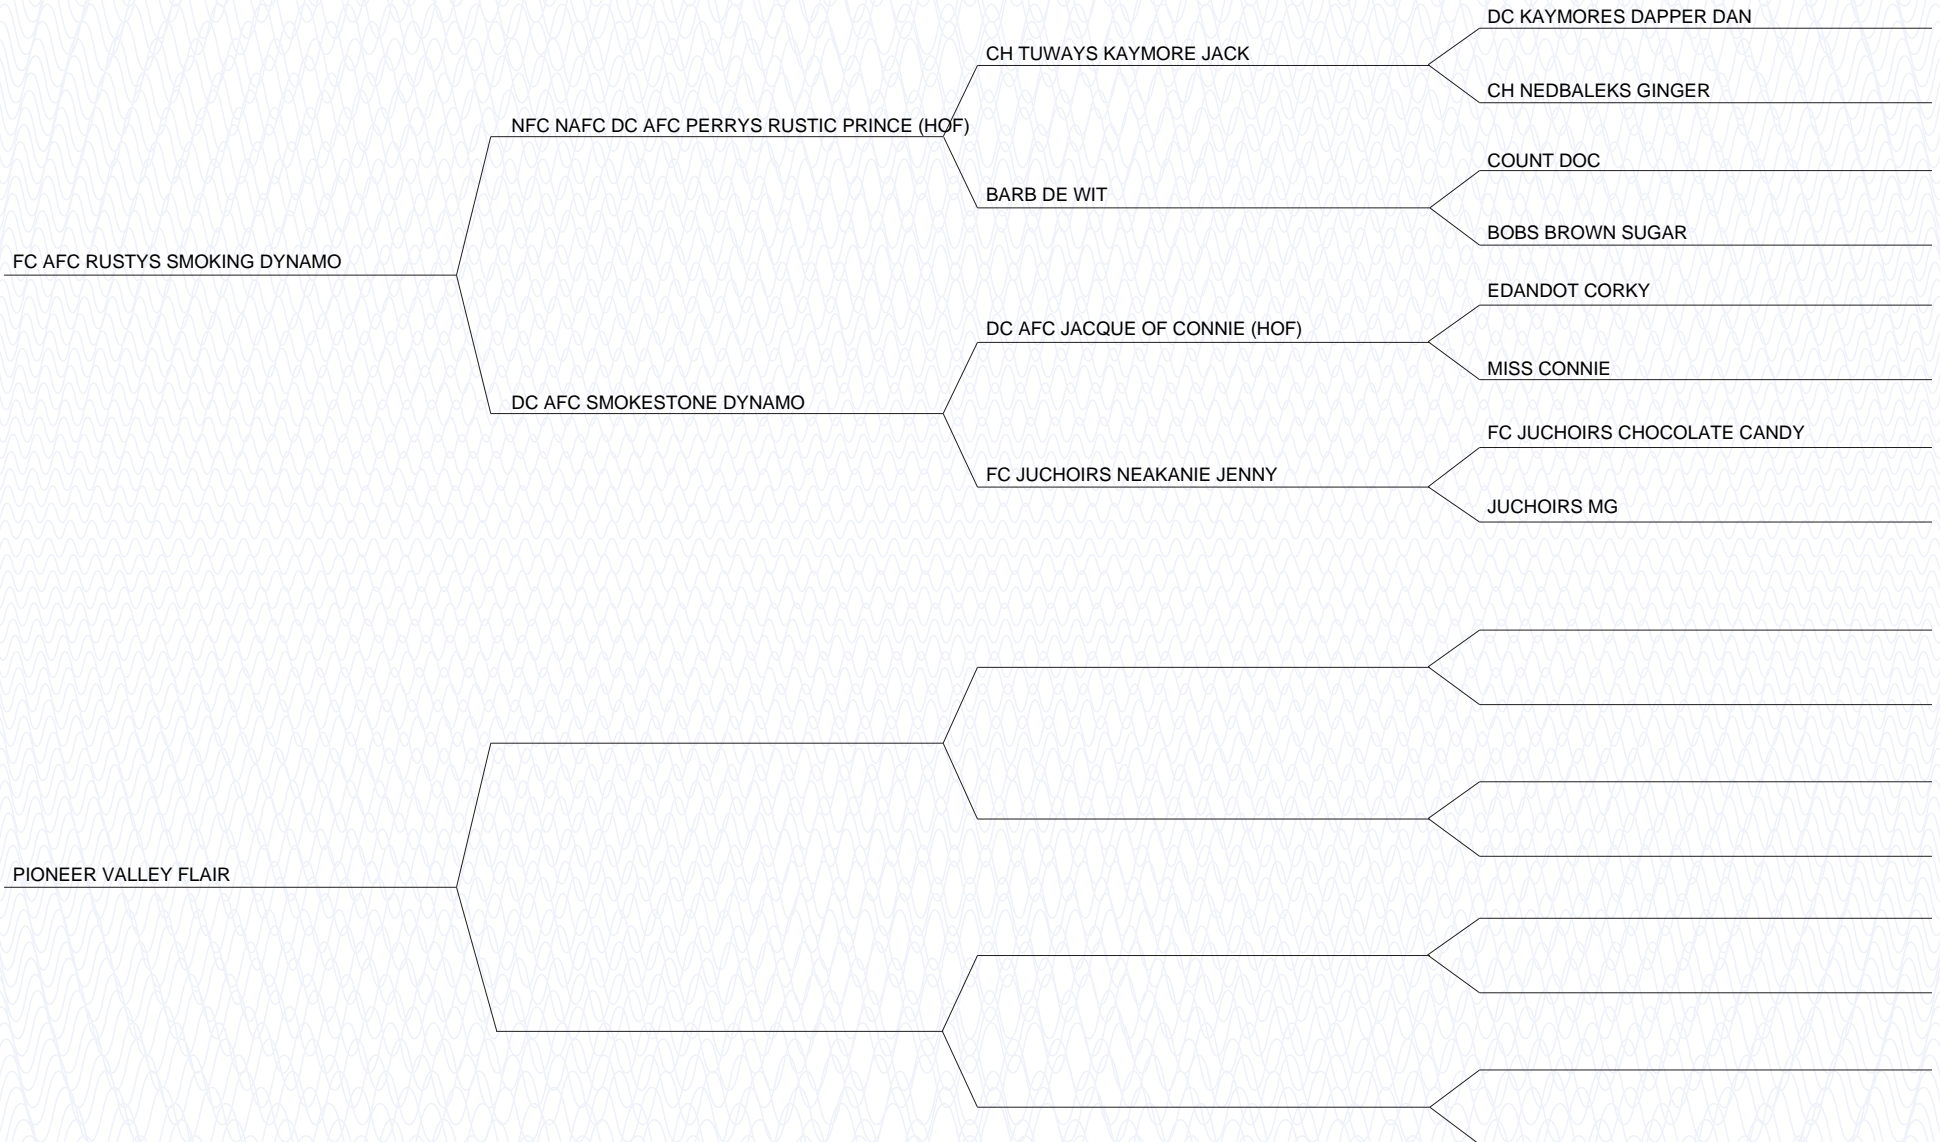 DC KAYMORES DAPPER DAN
CH TUWAYS KAYMORE JACK
CH NEDBALEKS GINGER
NFC NAFC DC AFC PERRYS RUSTIC PRINCE (HOF)
COUNT DOC
BARB DE WIT
BOBS BROWN SUGAR
FC AFC RUSTYS SMOKING DYNAMO
EDANDOT CORKY
DC AFC JACQUE OF CONNIE (HOF)
MISS CONNIE
DC AFC SMOKESTONE DYNAMO
FC JUCHOIRS CHOCOLATE CANDY
FC JUCHOIRS NEAKANIE JENNY
JUCHOIRS MG
PIONEER VALLEY FLAIR